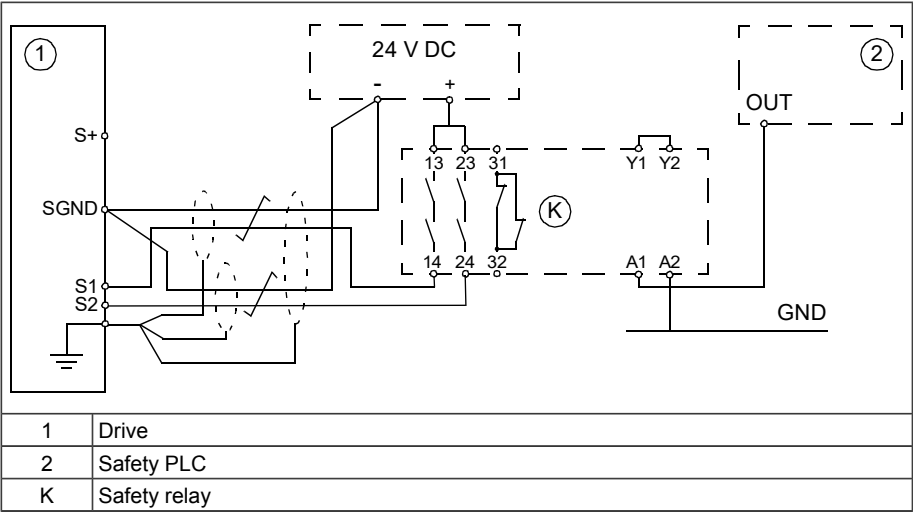 1
24 V DC
2
- +
OUT
S+
13 23 31
Y1 Y2
SGND
K
14 24 32
A1 A2
S1
S2
GND
1 Drive
2 Safety PLC
K Safety relay